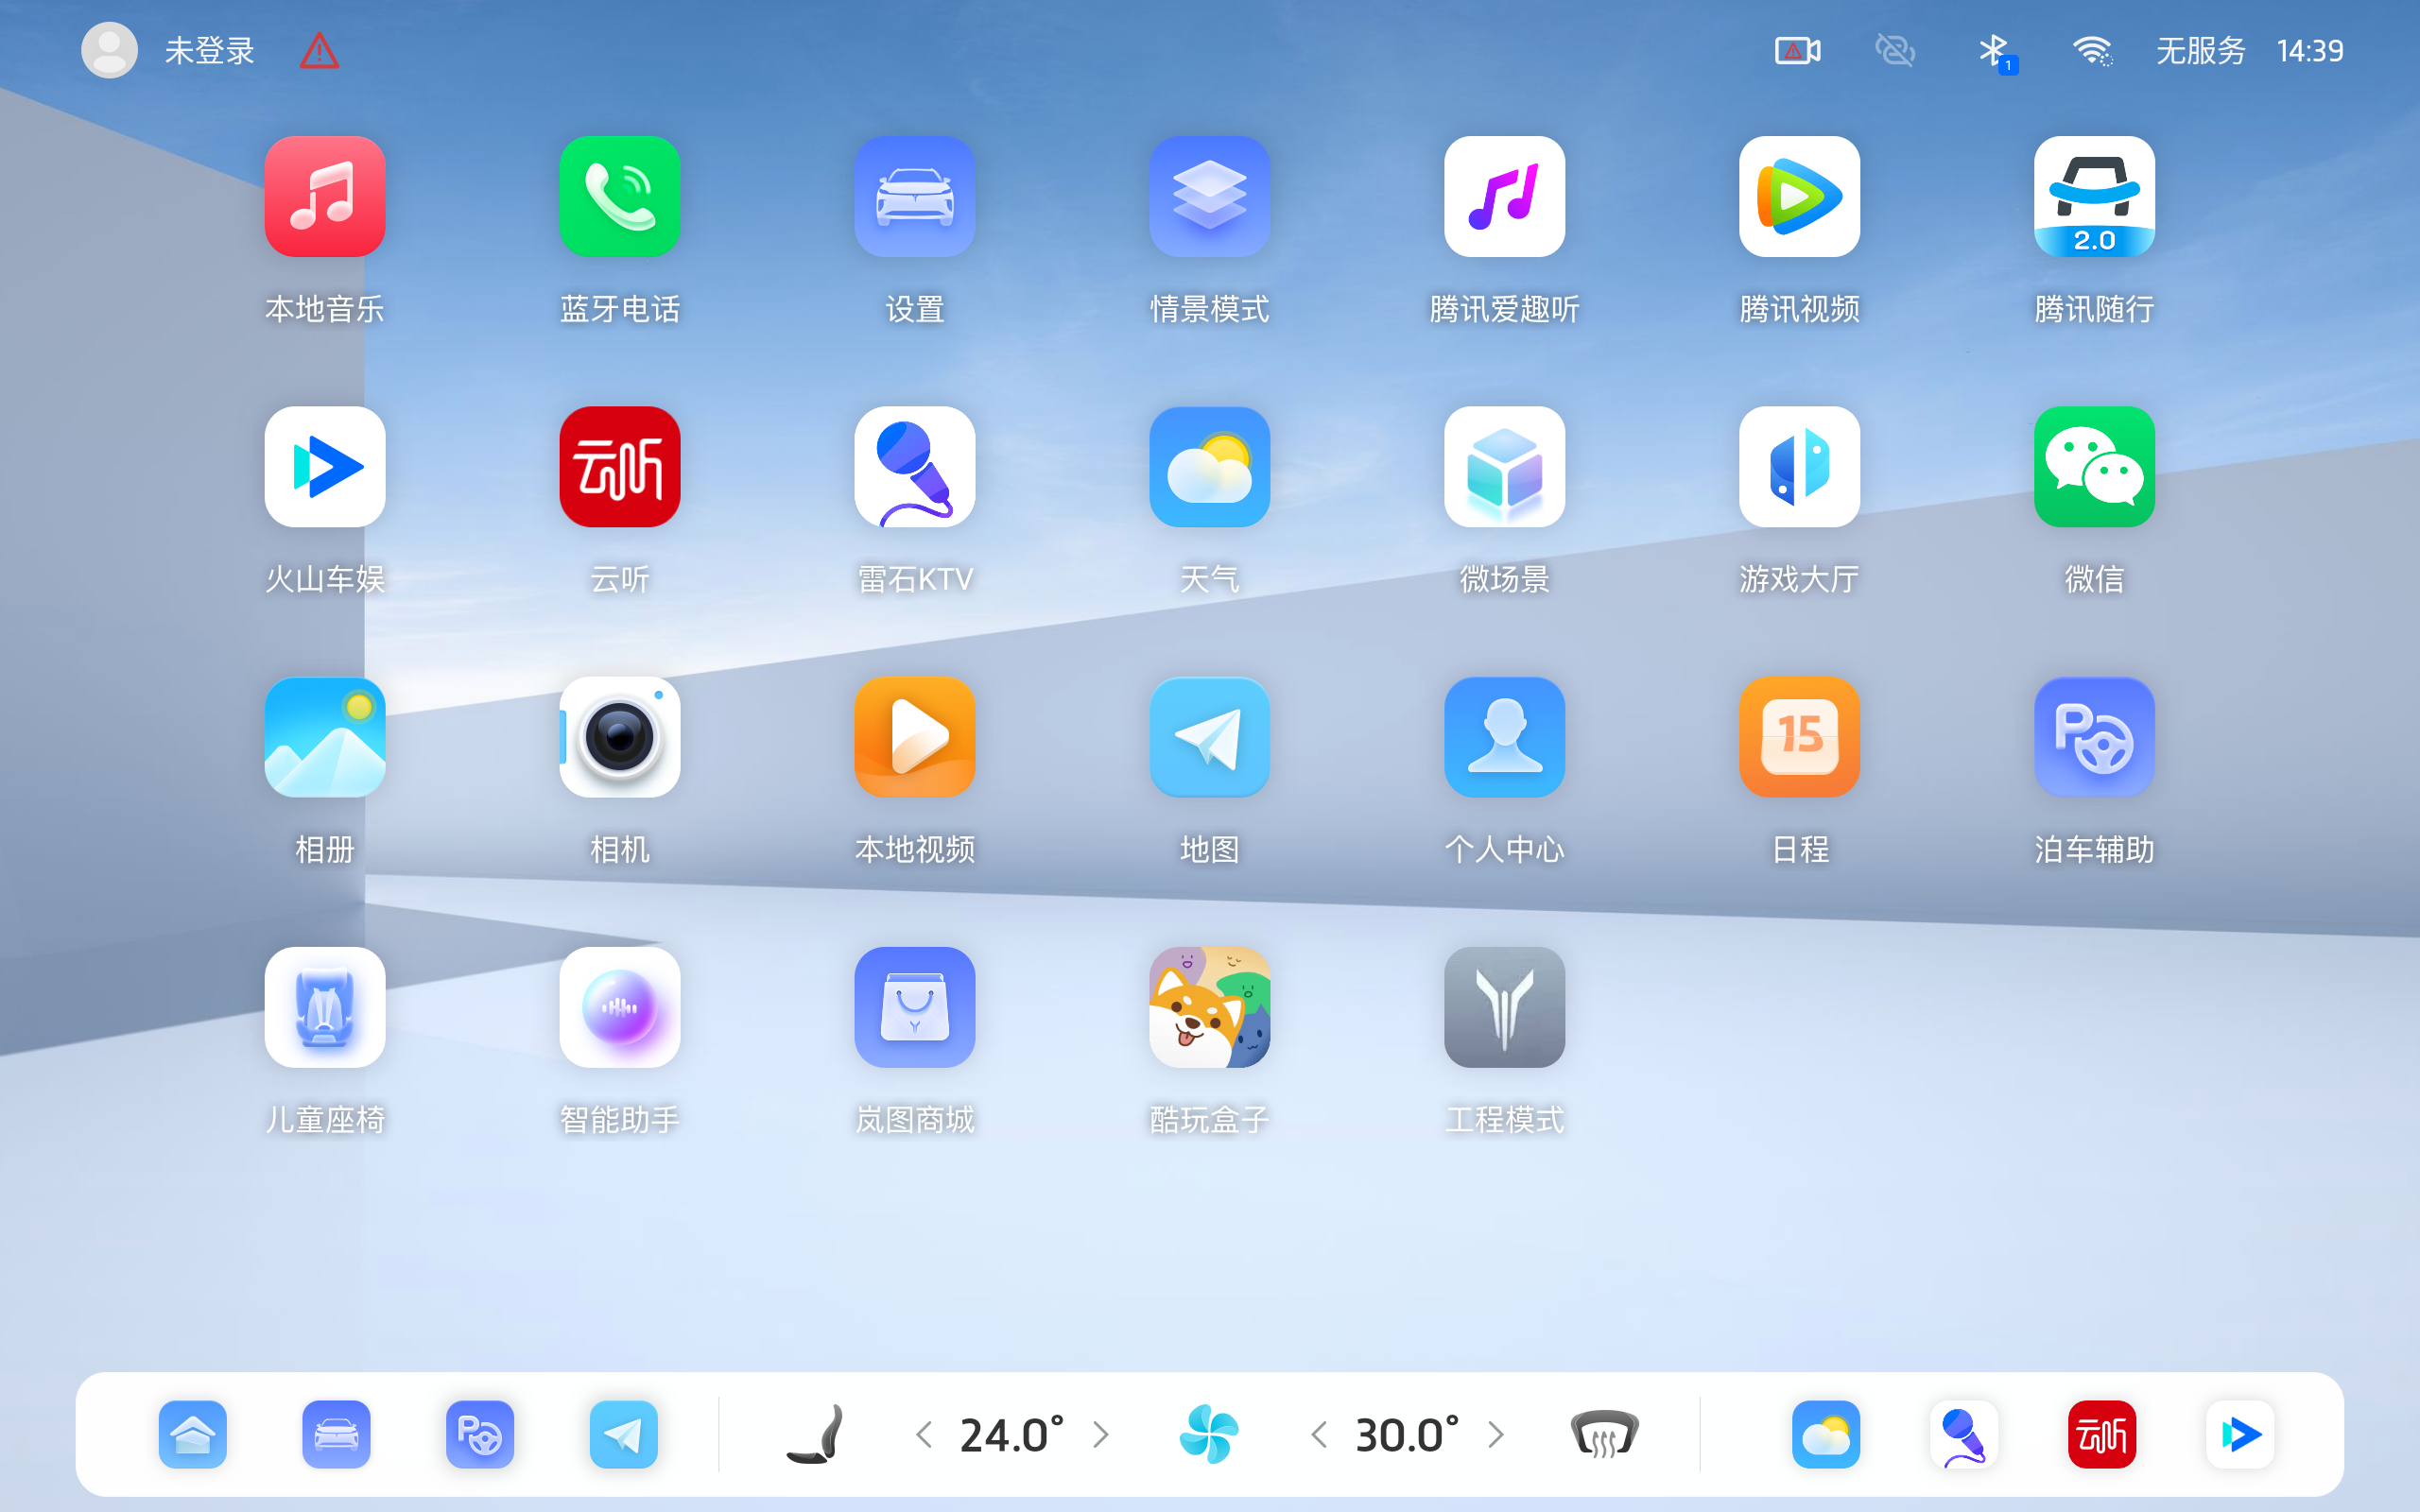 未登录
1
无服务 14:39
2.0
本地音乐 蓝牙电话 设置 情景模式 腾讯爱趣听 腾讯视频 腾讯随行
云听
火山车娱 云听 雷石KTV 天气 微场景 游戏大厅 微信
15
P
相册 相机 本地视频 地图 个人中心 日程 泊车辅助
儿童座椅 智能助手 岚图商城 酷玩盒子 工程模式
P 24.0° 30.0° 云听